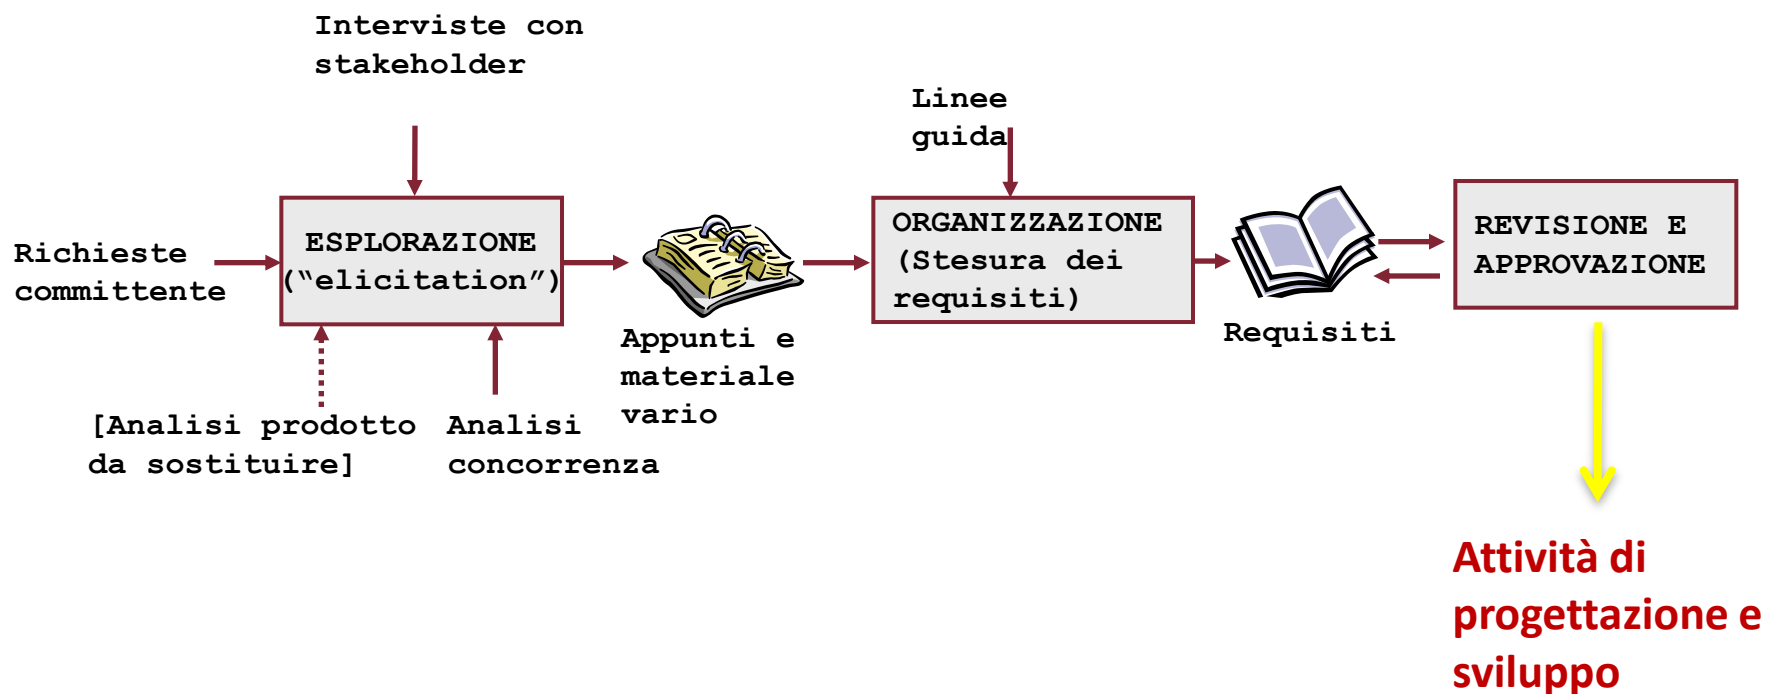 Interviste con
stakeholder
Linee
guida
Richieste
committente
ESPLORAZIONE
(“elicitation”)
ORGANIZZAZIONE
(Stesura dei
requisiti)
REVISIONE E
APPROVAZIONE
Appunti e
materiale
vario
Requisiti
[Analisi prodotto
da sostituire]
Analisi
concorrenza
Attività di
progettazione e
sviluppo